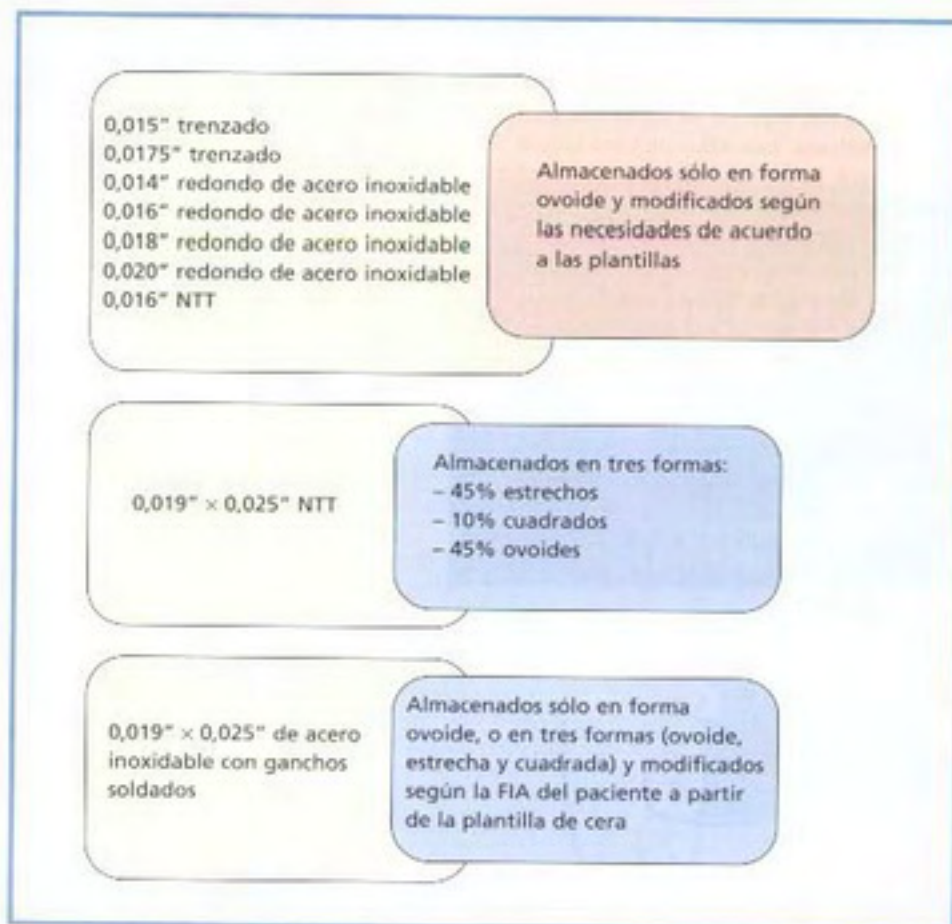 0,015" trenzado
0,0175" trenzado
0,014" redondo de acero inoxidable
0,016" redondo de acero inoxidable
0,018" redondo de acero inoxidable
0,020" redondo de acero inoxidable
0,016" NTT
Almacenados sólo en forma
ovoide y modificados según
las necesidades de acuerdo
a las plantillas
0,019" × 0,025" NTT
Almacenados en tres formas:
– 45% estrechos
– 10% cuadrados
– 45% ovoides
0,019" × 0,025" de acero
inoxidable con ganchos
soldados
Almacenados sólo en forma
ovoide, o en tres formas (ovoide,
estrecha y cuadrada) y modificados
según la FIA del paciente a partir
de la plantilla de cera